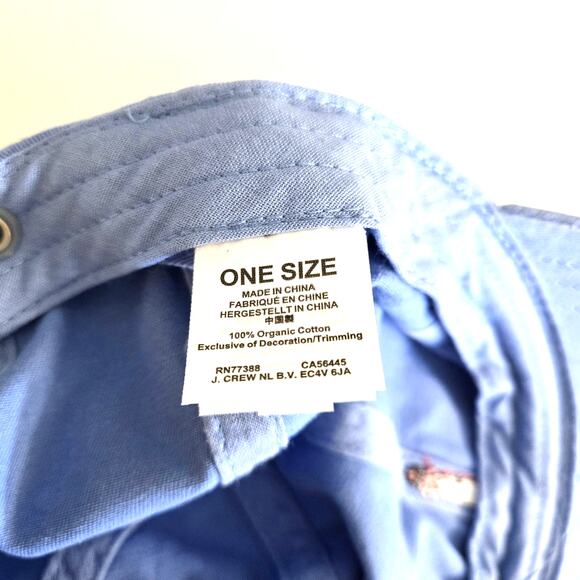 ONE SIZE
MADE IN CHINA
FABRIQUÉ EN CHINE
HERGESTELLT IN CHINA
中国製
100% Organic Cotton
Exclusive of Decoration/Trimming
RN77388 CA56445
J. CREW NL B.V. EC4V 6JA